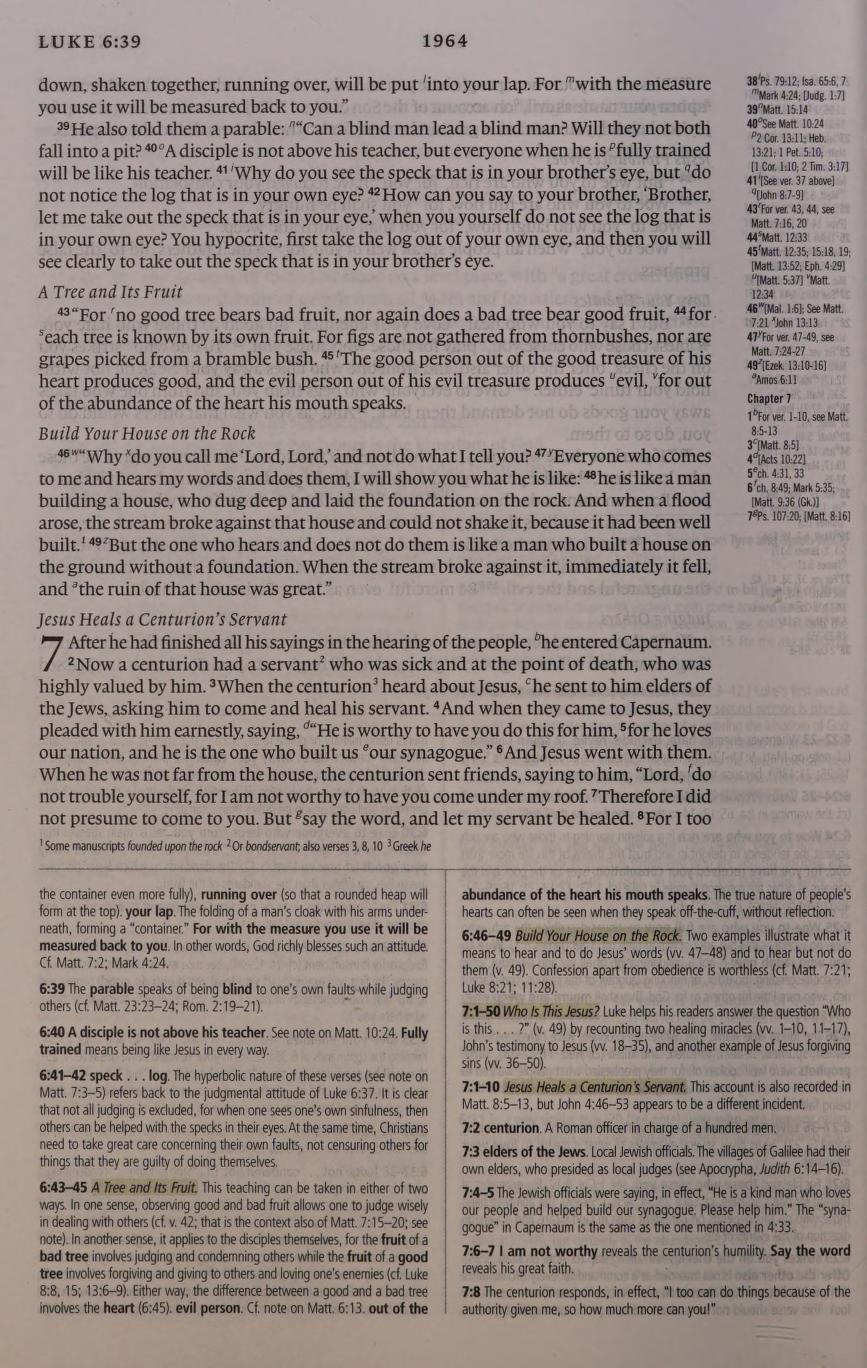 LUKE 6:39
1964
down, shaken together, running over, will be put l into your lap. For m with the measure
you use it will be measured back to you.”
39 He also told them a parable: n “Can a blind man lead a blind man? Will they not both
fall into a pit? 40 o A disciple is not above his teacher, but everyone when he is p fully trained
will be like his teacher. 41 r Why do you see the speck that is in your brother’s eye, but q do
not notice the log that is in your own eye? 42 How can you say to your brother, ‘Brother,
let me take out the speck that is in your eye,’ when you yourself do not see the log that is
in your own eye? You hypocrite, first take the log out of your own eye, and then you will
see clearly to take out the speck that is in your brother’s eye.
A Tree and Its Fruit
43 “For r no good tree bears bad fruit, nor again does a bad tree bear good fruit, 44 for
s each tree is known by its own fruit. For figs are not gathered from thornbushes, nor are
grapes picked from a bramble bush. 45 t The good person out of the good treasure of his
heart produces good, and the evil person out of his evil treasure produces u evil, v for out
of the abundance of the heart his mouth speaks.
Build Your House on the Rock
46 w “Why x do you call me ‘Lord, Lord,’ and not do what I tell you? 47 y Everyone who comes
to me and hears my words and does them, I will show you what he is like: 48 he is like a man
building a house, who dug deep and laid the foundation on the rock. And when a flood
arose, the stream broke against that house and could not shake it, because it had been well
built. 1 49 z But the one who hears and does not do them is like a man who built a house on
the ground without a foundation. When the stream broke against it, immediately it fell,
and a the ruin of that house was great.”
Jesus Heals a Centurion’s Servant
7 After he had finished all his sayings in the hearing of the people, b he entered Capernaum.
2 Now a centurion had a servant 2 who was sick and at the point of death, who was
highly valued by him. 3 When the centurion 3 heard about Jesus, c he sent to him elders of
the Jews, asking him to come and heal his servant. 4 And when they came to Jesus, they
pleaded with him earnestly, saying, d “He is worthy to have you do this for him, 5 for he loves
our nation, and he is the one who built us e our synagogue.” 6 And Jesus went with them.
When he was not far from the house, the centurion sent friends, saying to him, “Lord, f do
not trouble yourself, for I am not worthy to have you come under my roof. 7 Therefore I did
not presume to come to you. But g say the word, and let my servant be healed. 8 For I too
1 Some manuscripts founded upon the rock 2 Or bondservant; also verses 3, 8, 10 3 Greek he
38 l Ps. 79:12; Isa. 65:6, 7
m Mark 4:24; [Judg. 1:7]
39 n Matt. 15:14
40 o See Matt. 10:24
p 2 Cor. 13:11; Heb.
13:21; 1 Pet. 5:10;
[1 Cor. 1:10; 2 Tim. 3:17]
41 r [See ver. 37 above]
q [John 8:7-9]
43 r For ver. 43, 44, see
Matt. 7:16, 20
44 s Matt. 12:33
45 t Matt. 12:35; 15:18, 19;
[Matt. 13:52; Eph. 4:29]
u [Matt. 5:37] v Matt.
12:34
46 w [Mal. 1:6]; See Matt.
7:21 x John 13:13
47 y For ver. 47-49, see
Matt. 7:24-27
49 z [Ezek. 13:10-16]
a Amos 6:11
Chapter 7
1 b For ver. 1-10, see Matt.
8:5-13
3 c [Matt. 8:5]
4 d [Acts 10:22]
5 e ch. 4:31, 33
6 f ch. 8:49; Mark 5:35;
[Matt. 9:36 (Gk.)]
7 g Ps. 107:20; [Matt. 8:16]
the container even more fully), running over (so that a rounded heap will
form at the top). your lap. The folding of a man’s cloak with his arms under-
neath, forming a “container.” For with the measure you use it will be
measured back to you. In other words, God richly blesses such an attitude.
Cf. Matt. 7:2; Mark 4:24.
6:39 The parable speaks of being blind to one’s own faults while judging
others (cf. Matt. 23:23–24; Rom. 2:19–21).
6:40 A disciple is not above his teacher. See note on Matt. 10:24. Fully
trained means being like Jesus in every way.
6:41–42 speck . . . log. The hyperbolic nature of these verses (see note on
Matt. 7:3–5) refers back to the judgmental attitude of Luke 6:37. It is clear
that not all judging is excluded, for when one sees one’s own sinfulness, then
others can be helped with the specks in their eyes. At the same time, Christians
need to take great care concerning their own faults, not censuring others for
things that they are guilty of doing themselves.
6:43–45 A Tree and Its Fruit. This teaching can be taken in either of two
ways. In one sense, observing good and bad fruit allows one to judge wisely
in dealing with others (cf. v. 42; that is the context also of Matt. 7:15–20; see
note). In another sense, it applies to the disciples themselves, for the fruit of a
bad tree involves judging and condemning others while the fruit of a good
tree involves forgiving and giving to others and loving one’s enemies (cf. Luke
8:8, 15; 13:6–9). Either way, the difference between a good and a bad tree
involves the heart (6:45). evil person. Cf. note on Matt. 6:13. out of the
abundance of the heart his mouth speaks. The true nature of people’s
hearts can often be seen when they speak off-the-cuff, without reflection.
6:46–49 Build Your House on the Rock. Two examples illustrate what it
means to hear and to do Jesus’ words (vv. 47–48) and to hear but not do
them (v. 49). Confession apart from obedience is worthless (cf. Matt. 7:21;
Luke 8:21; 11:28).
7:1–50 Who Is This Jesus? Luke helps his readers answer the question “Who
is this . . . ?” (v. 49) by recounting two healing miracles (vv. 1–10, 11–17),
John’s testimony to Jesus (vv. 18–35), and another example of Jesus forgiving
sins (vv. 36–50).
7:1–10 Jesus Heals a Centurion’s Servant. This account is also recorded in
Matt. 8:5–13, but John 4:46–53 appears to be a different incident.
7:2 centurion. A Roman officer in charge of a hundred men.
7:3 elders of the Jews. Local Jewish officials. The villages of Galilee had their
own elders, who presided as local judges (see Apocrypha, Judith 6:14–16).
7:4–5 The Jewish officials were saying, in effect, “He is a kind man who loves
our people and helped build our synagogue. Please help him.” The “syna-
gogue” in Capernaum is the same as the one mentioned in 4:33.
7:6–7 I am not worthy reveals the centurion’s humility. Say the word
reveals his great faith.
7:8 The centurion responds, in effect, “I too can do things because of the
authority given me, so how much more can you!”